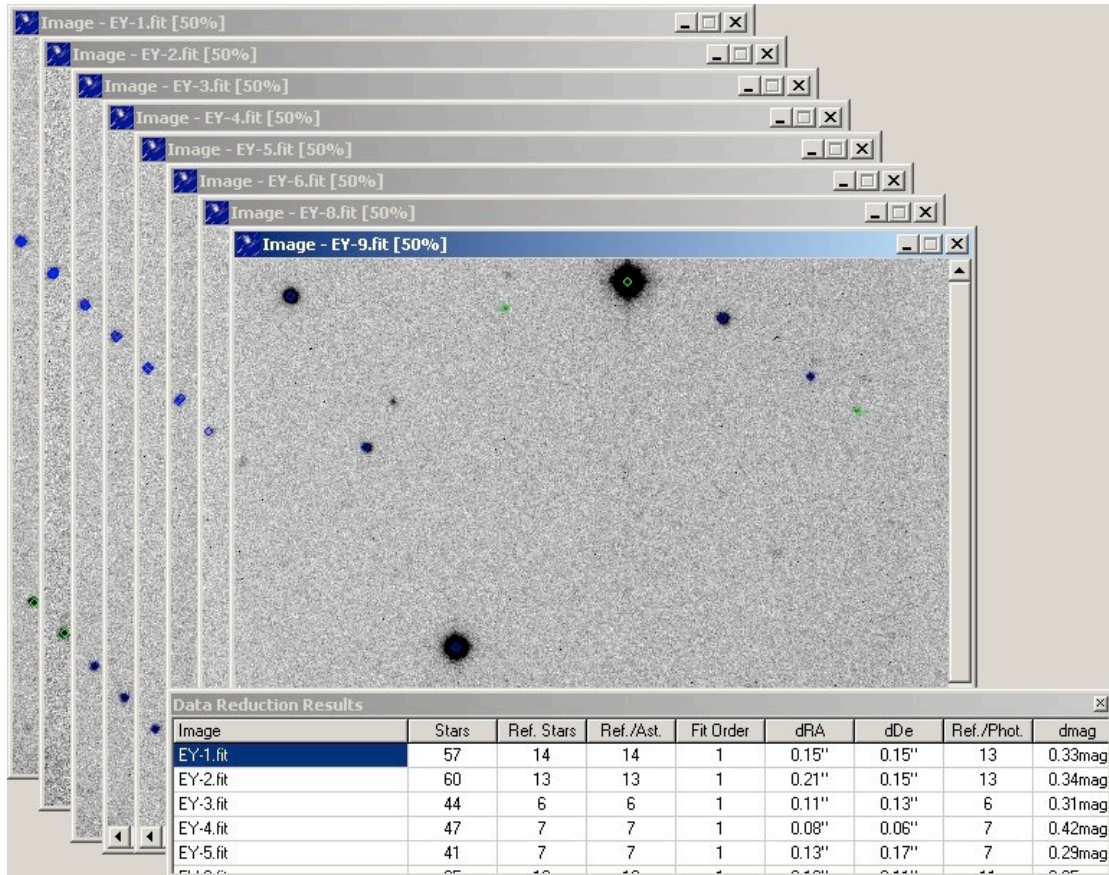 Image - EY-1.fit [50%]
Image - EY-2.fit [50%]
Image - EY-3.fit [50%]
Image - EY-4.fit [50%]
Image - EY-5.fit [50%]
Image - EY-6.fit [50%]
Image - EY-8.fit [50%]
Image - EY-9.fit [50%]
Data Reduction Results
Image Stars Ref. Stars Ref./Ast. Fit Order dRA dDe Ref./Phot. dmag
EY-1.fit 57 14 14 1 0.15" 0.15" 13 0.33mag
EY-2.fit 60 13 13 1 0.21" 0.15" 13 0.34mag
EY-3.fit 44 6 6 1 0.11" 0.13" 6 0.31mag
EY-4.fit 47 7 7 1 0.08" 0.06" 7 0.42mag
EY-5.fit 41 7 7 1 0.13" 0.17" 7 0.29mag